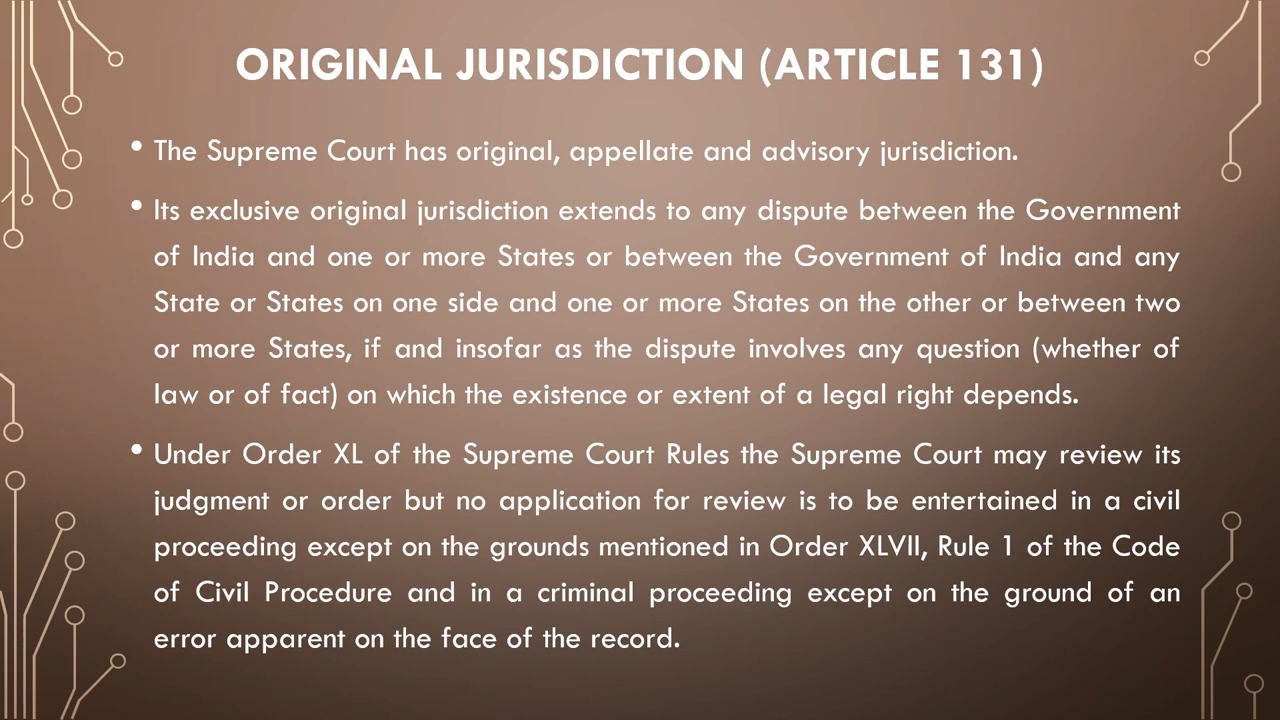 ORIGINAL JURISDICTION (ARTICLE 131)
• The Supreme Court has original, appellate and advisory jurisdiction.
• Its exclusive original jurisdiction extends to any dispute between the Government
of India and one or more States or between the Government of India and any
State or States on one side and one or more States on the other or between two
or more States, if and insofar as the dispute involves any question (whether of
law or of fact) on which the existence or extent of a legal right depends.
• Under Order XL of the Supreme Court Rules the Supreme Court may review its
judgment or order but no application for review is to be entertained in a civil
proceeding except on the grounds mentioned in Order XLVII, Rule 1 of the Code
of Civil Procedure and in a criminal proceeding except on the ground of an
error apparent on the face of the record.